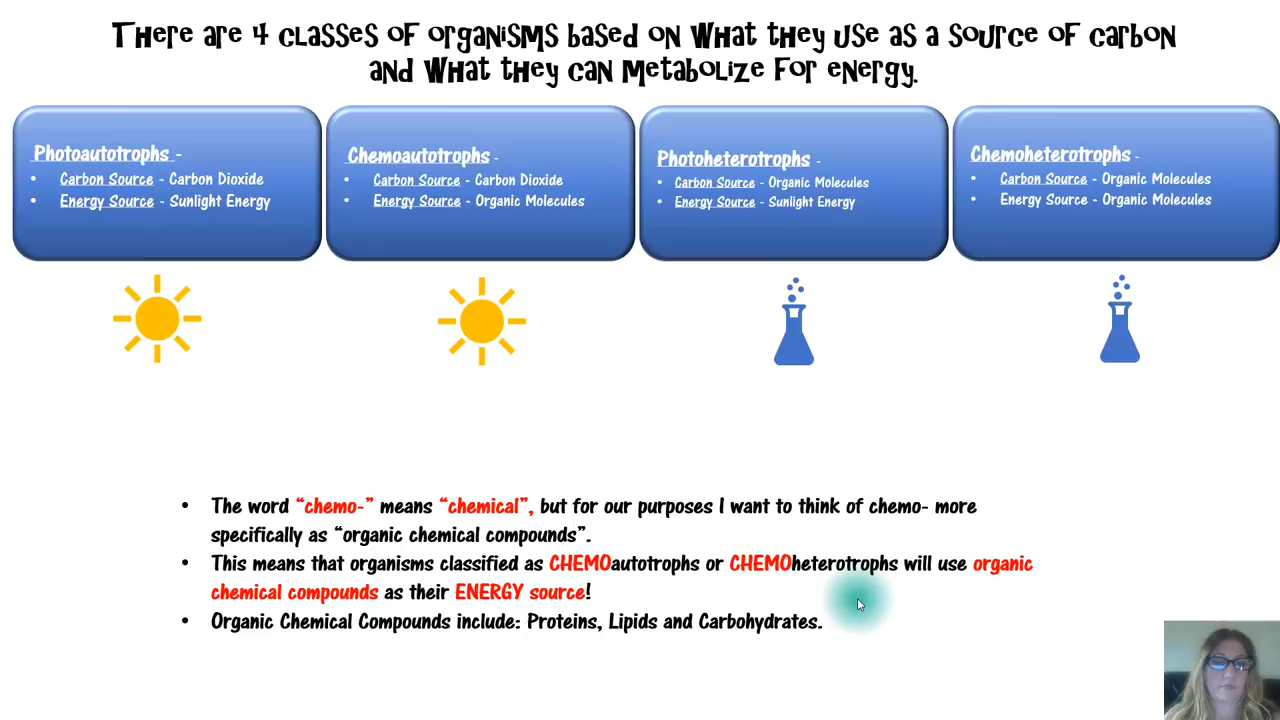 There are 4 classes of organisms based on what they use as a source of carbon
and what they can metabolize for energy.
Photoautotrophs -
• Carbon Source - Carbon Dioxide
• Energy Source - Sunlight Energy
Chemoautotrophs -
• Carbon Source - Carbon Dioxide
• Energy Source - Organic Molecules
Photoheterotrophs -
• Carbon Source - Organic Molecules
• Energy Source - Sunlight Energy
Chemoheterotrophs -
• Carbon Source - Organic Molecules
• Energy Source - Organic Molecules
• The word “chemo-” means “chemical”, but for our purposes I want to think of chemo- more
specifically as “organic chemical compounds”.
• This means that organisms classified as CHEMOautotrophs or CHEMOheterotrophs will use organic
chemical compounds as their ENERGY source!
• Organic Chemical Compounds include: Proteins, Lipids and Carbohydrates.